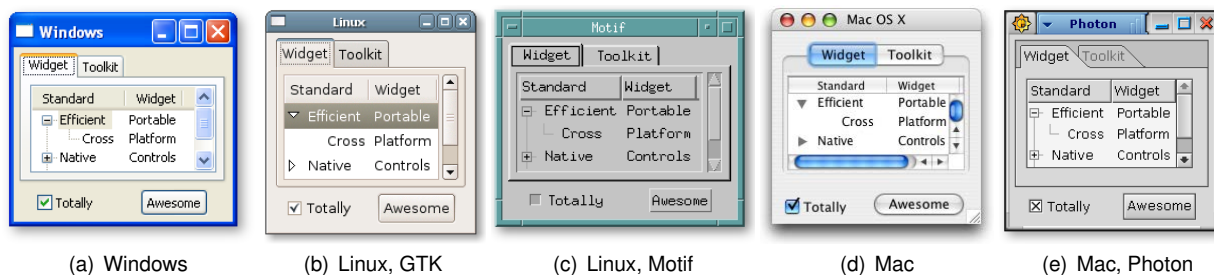 Windows
Widget Toolkit
Standard Widget
Efficient Portable
Cross Platform
Native Controls
Totally Awesome
(a) Windows
Linux
Widget Toolkit
Standard Widget
Efficient Portable
Cross Platform
Native Controls
Totally Awesome
(b) Linux, GTK
Motif
Widget Toolkit
Standard Widget
Efficient Portable
Cross Platform
Native Controls
Totally Awesome
(c) Linux, Motif
Mac OS X
Widget Toolkit
Standard Widget
Efficient Portable
Cross Platform
Native Controls
Totally Awesome
(d) Mac
Photon
Widget Toolkit
Standard Widget
Efficient Portable
Cross Platform
Native Controls
Totally Awesome
(e) Mac, Photon